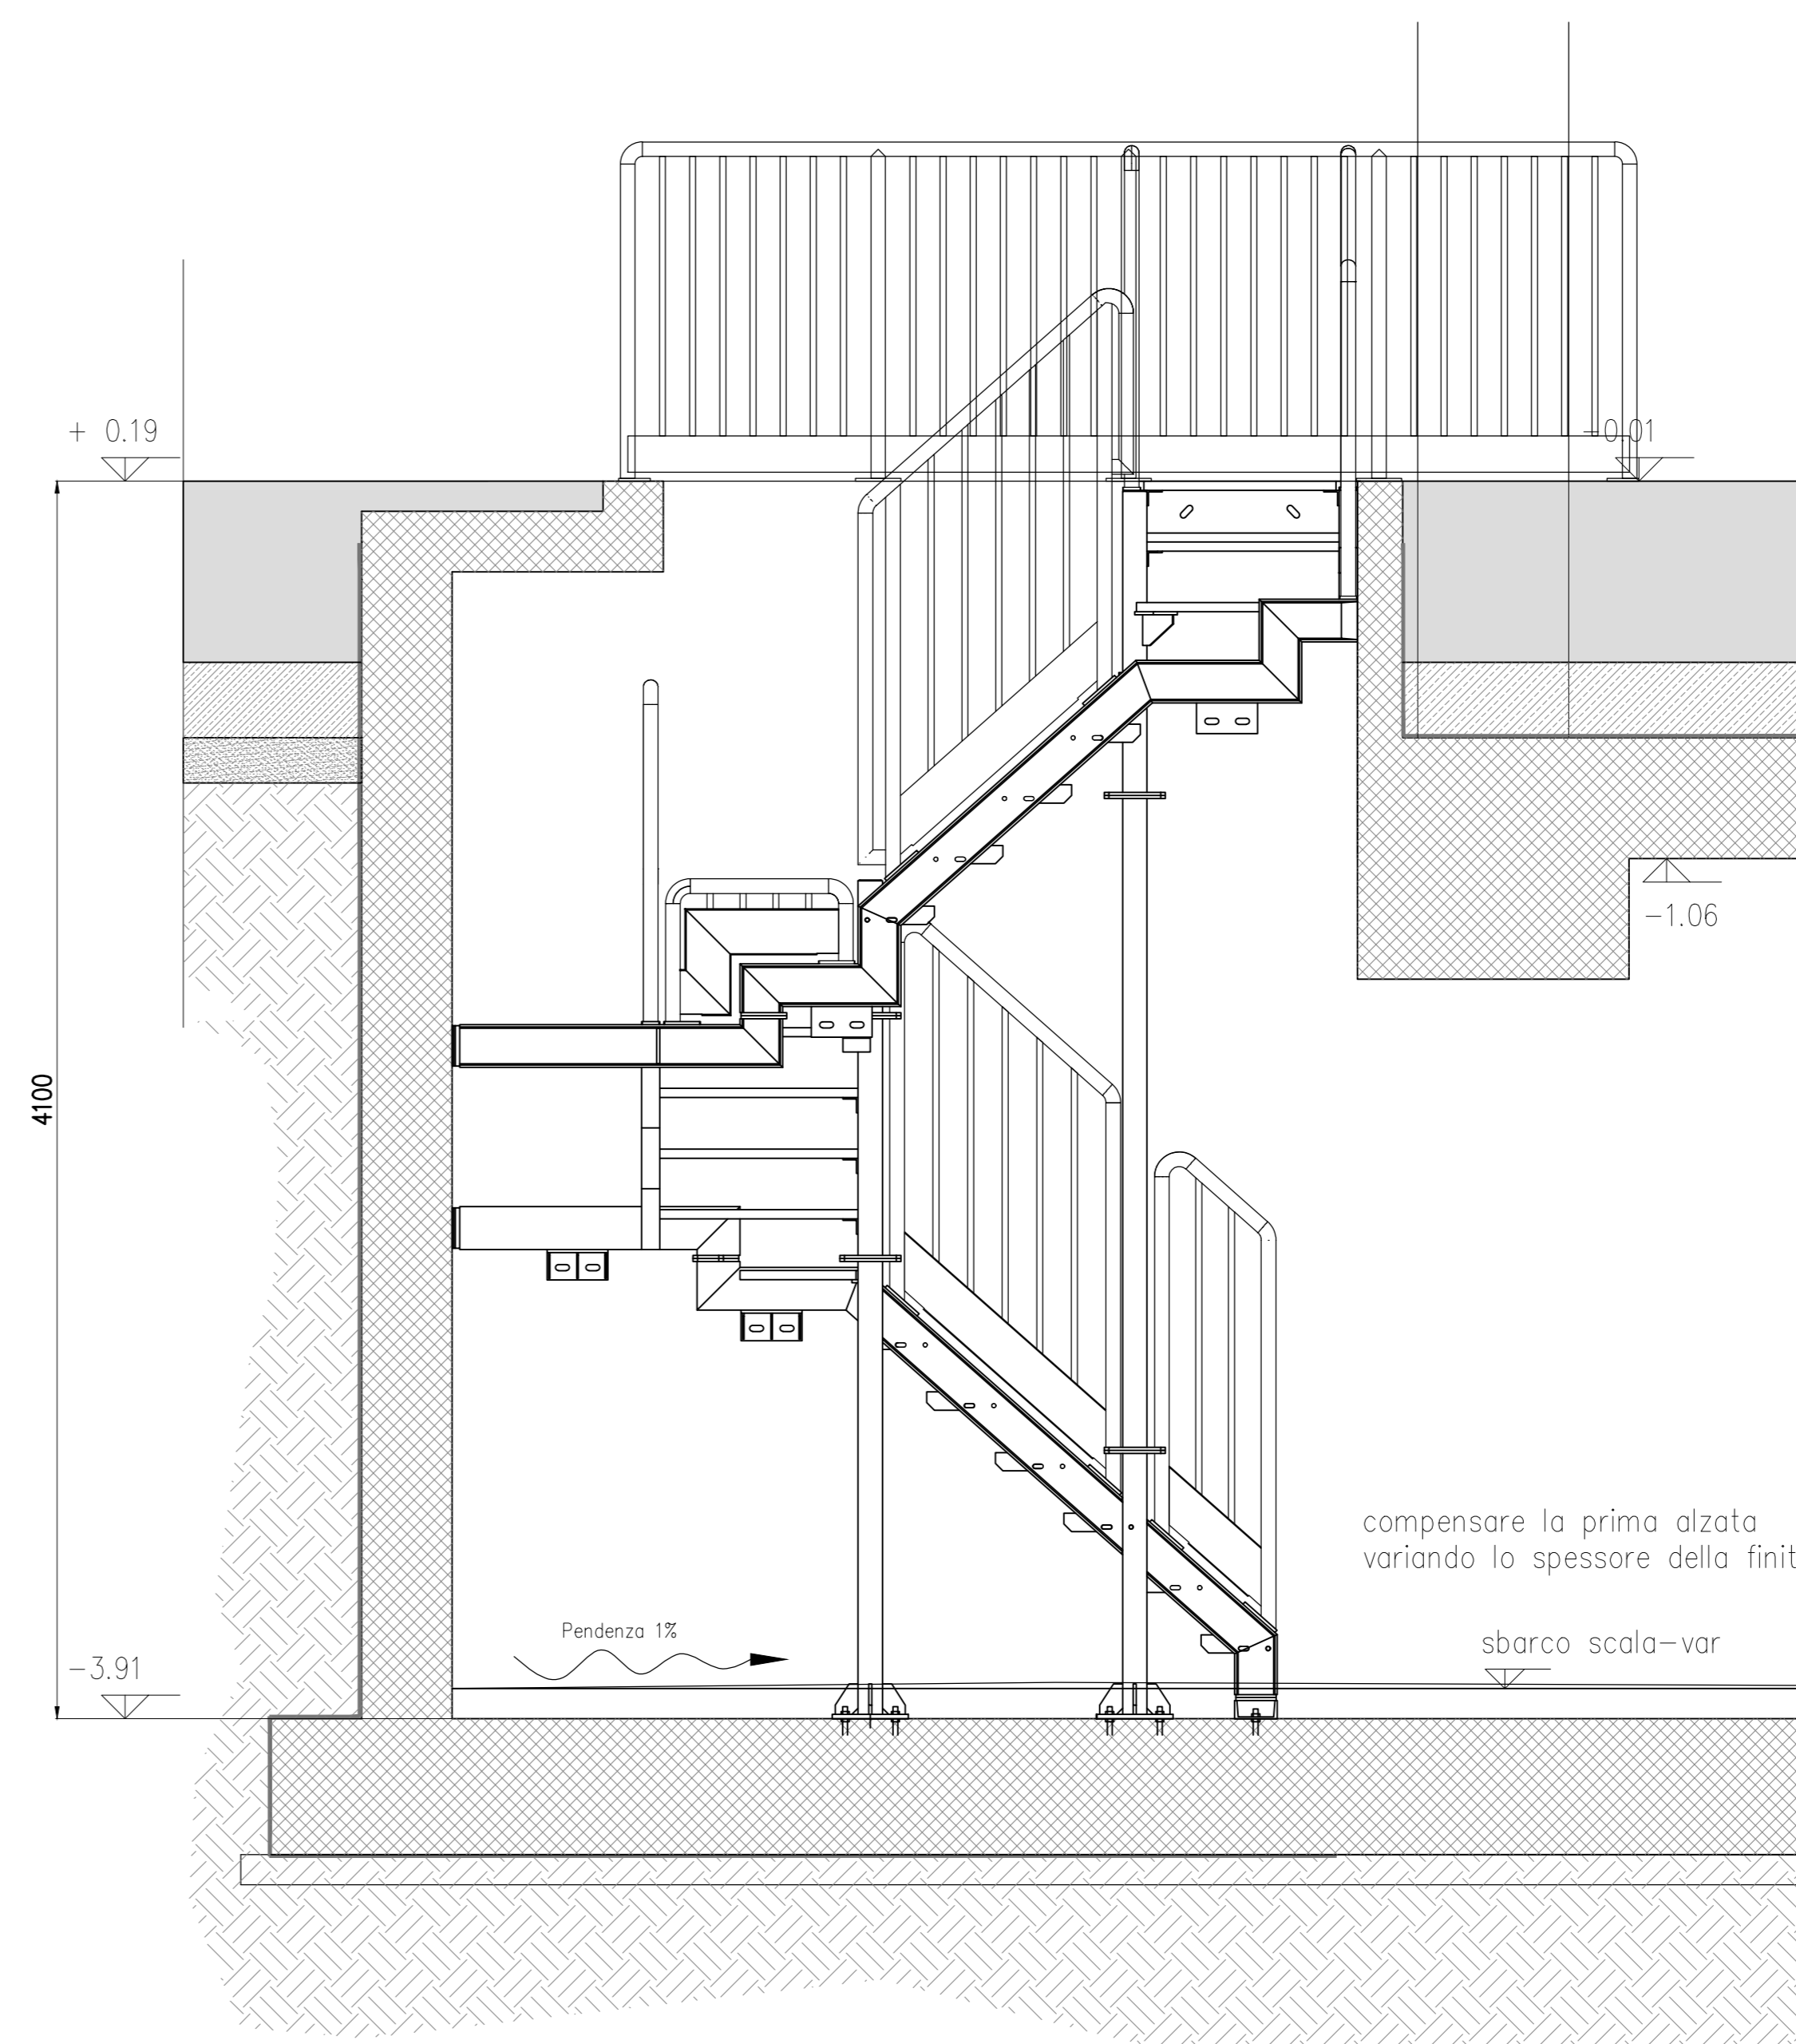 + 0.19
-0.01
-1.06
4100
compensare la prima alzata
variando lo spessore della finit
Pendenza 1%
sbarco scala-var
-3.91